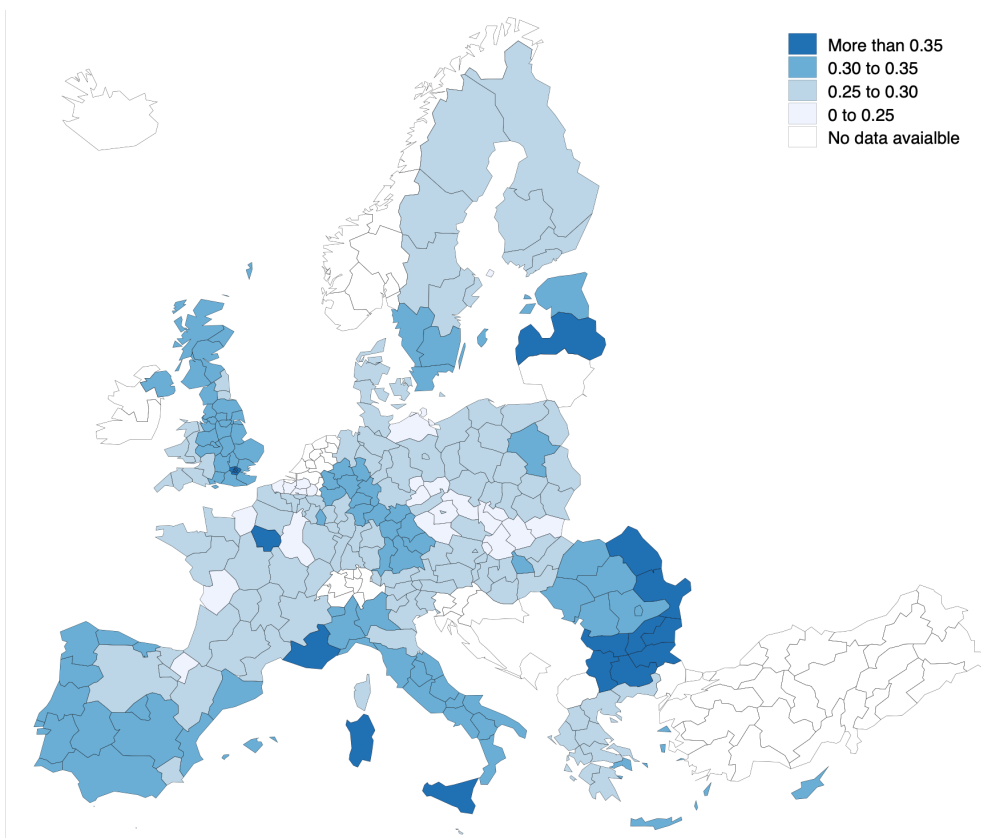 More than 0.35
0.30 to 0.35
0.25 to 0.30
0 to 0.25
No data avaialble